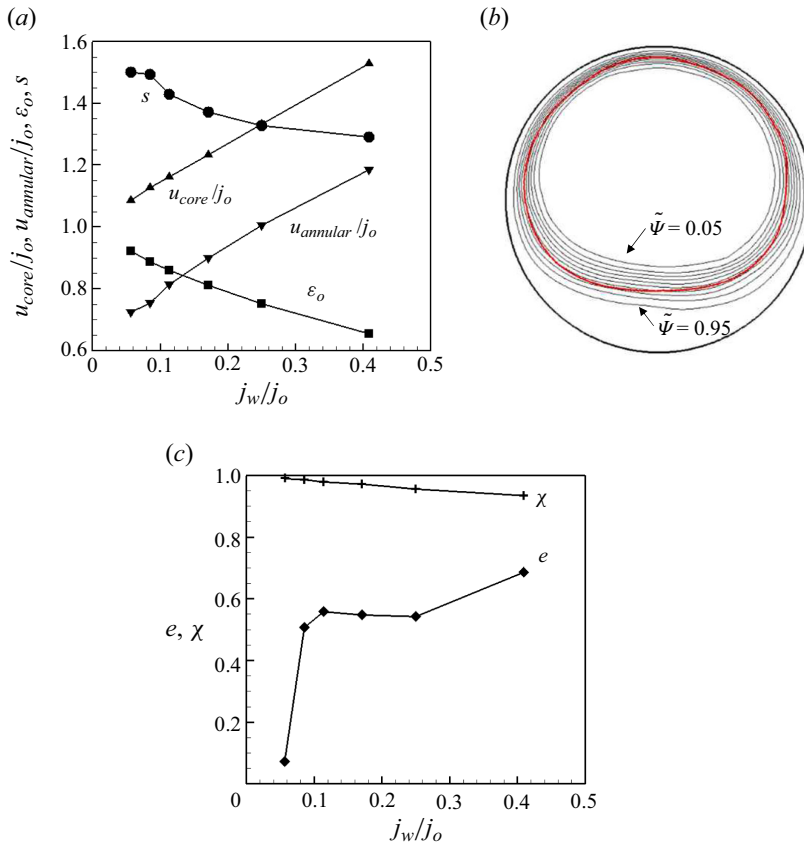 (a)
u_core/j_o, u_annular/j_o, ε_o, s
1.6
1.4
1.2
1.0
0.8
0.6
s
u_core/j_o
u_annular/j_o
ε_o
0 0.1 0.2 0.3 0.4 0.5
j_w/j_o
(b)
Ψ̃ = 0.05
Ψ̃ = 0.95
(c)
e, χ
1.0
0.8
0.6
0.4
0.2
χ
e
0 0.1 0.2 0.3 0.4 0.5
j_w/j_o